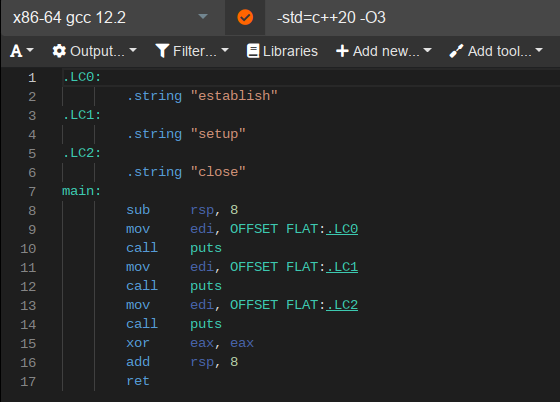 x86-64 gcc 12.2 -std=c++20 -O3
A Output... Filter... Libraries Add new... Add tool...
1 .LC0:
2 .string "establish"
3 .LC1:
4 .string "setup"
5 .LC2:
6 .string "close"
7 main:
8 sub rsp, 8
9 mov edi, OFFSET FLAT:.LC0
10 call puts
11 mov edi, OFFSET FLAT:.LC1
12 call puts
13 mov edi, OFFSET FLAT:.LC2
14 call puts
15 xor eax, eax
16 add rsp, 8
17 ret